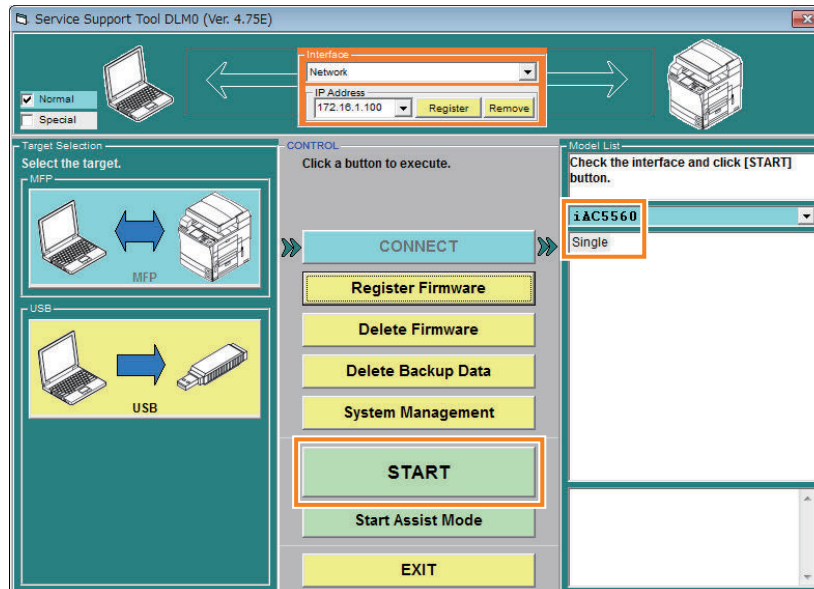 Service Support Tool DLM0 (Ver. 4.75E)
Normal
Special
Interface
Network
IP Address
172.16.1.100
Register
Remove
Target Selection
Select the target.
MFP
MFP
USB
USB
CONTROL
Click a button to execute.
CONNECT
Register Firmware
Delete Firmware
Delete Backup Data
System Management
START
Start Assist Mode
EXIT
Model List
Check the interface and click [START]
button.
iAC5560
Single